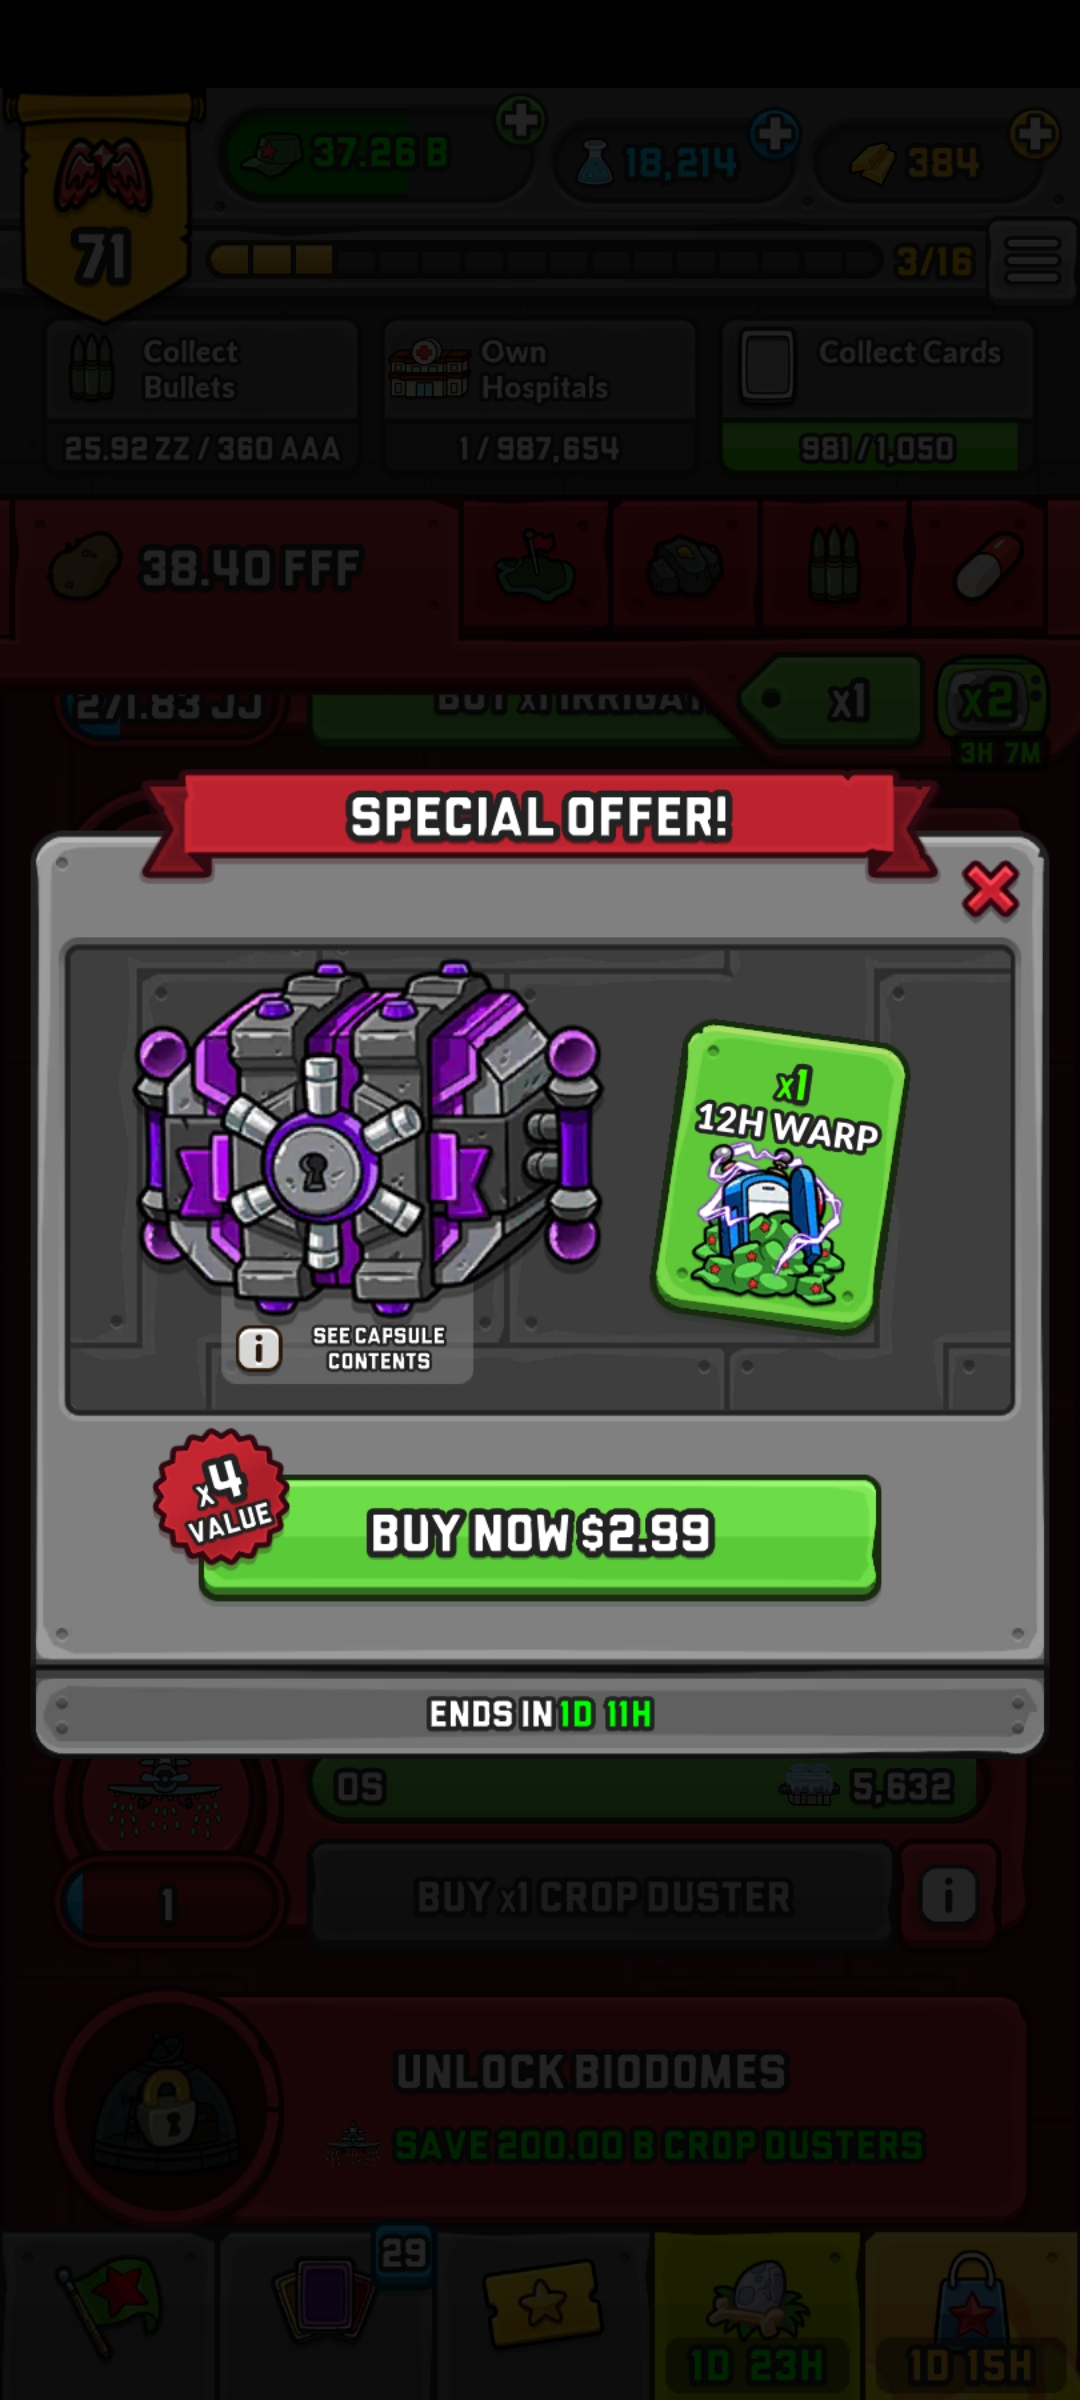 37.26 B
18,214
384
71
3/16
Collect
Bullets
25.92 ZZ / 360 AAA
Own
Hospitals
1 / 987,654
Collect Cards
981 / 1,050
38.40 FFF
271.83 JJ
BUY x1 IRRIGAT
x1
x2
3H 7M
SPECIAL OFFER!
x1
12H WARP
SEE CAPSULE
CONTENTS
x4
VALUE
BUY NOW $2.99
ENDS IN 1D 11H
0S
5,632
1
BUY x1 CROP DUSTER
UNLOCK BIODOMES
SAVE 200.00 B CROP DUSTERS
29
1D 23H
1D 15H